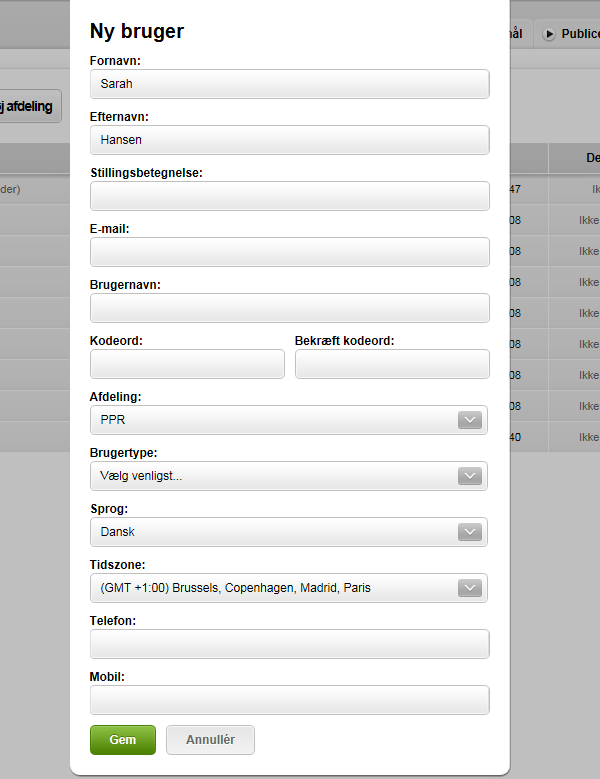 Ny bruger
Fornavn:
Sarah
Efternavn:
Hansen
Stillingsbetegnelse:
E-mail:
Brugernavn:
Kodeord: Bekræft kodeord:
Afdeling:
PPR
Brugertype:
Vælg venligst...
Sprog:
Dansk
Tidszone:
(GMT +1:00) Brussels, Copenhagen, Madrid, Paris
Telefon:
Mobil:
Gem Annullér
ål Public
j afdeling
De
der) 47 Ik
08 Ikke
08 Ikke
08 Ikke
08 Ikke
08 Ikke
08 Ikke
08 Ikke
40 Ikke